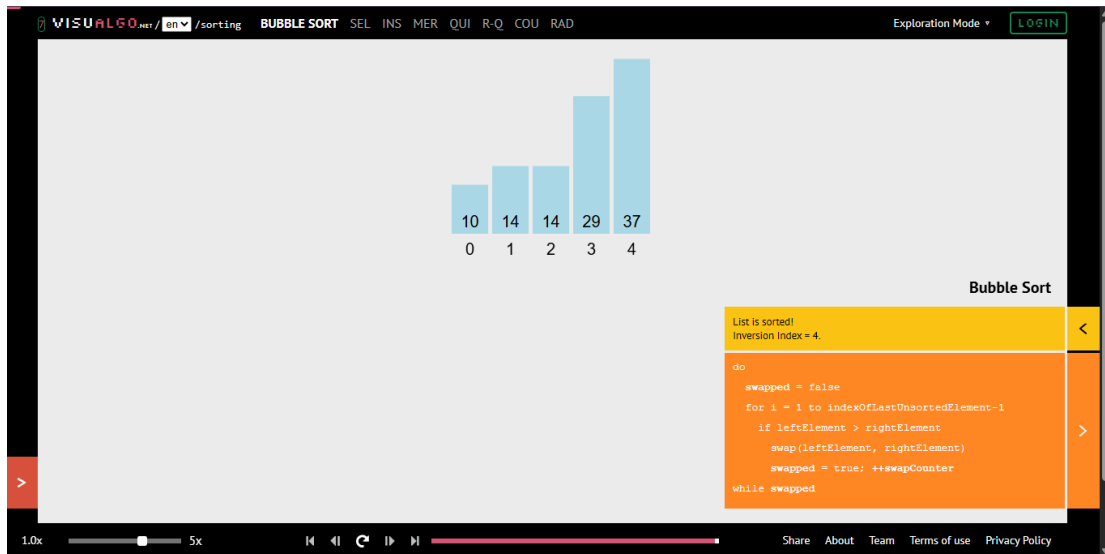 7 VISUALGO.NET / en /sorting BUBBLE SORT SEL INS MER QUI R-Q COU RAD Exploration Mode LOGIN
10 14 14 29 37
0 1 2 3 4
Bubble Sort
List is sorted!
Inversion Index = 4.
do
swapped = false
for i = 1 to indexOfLastUnsortedElement-1
if leftElement > rightElement
swap(leftElement, rightElement)
swapped = true; ++swapCounter
while swapped
1.0x 5x Share About Team Terms of use Privacy Policy